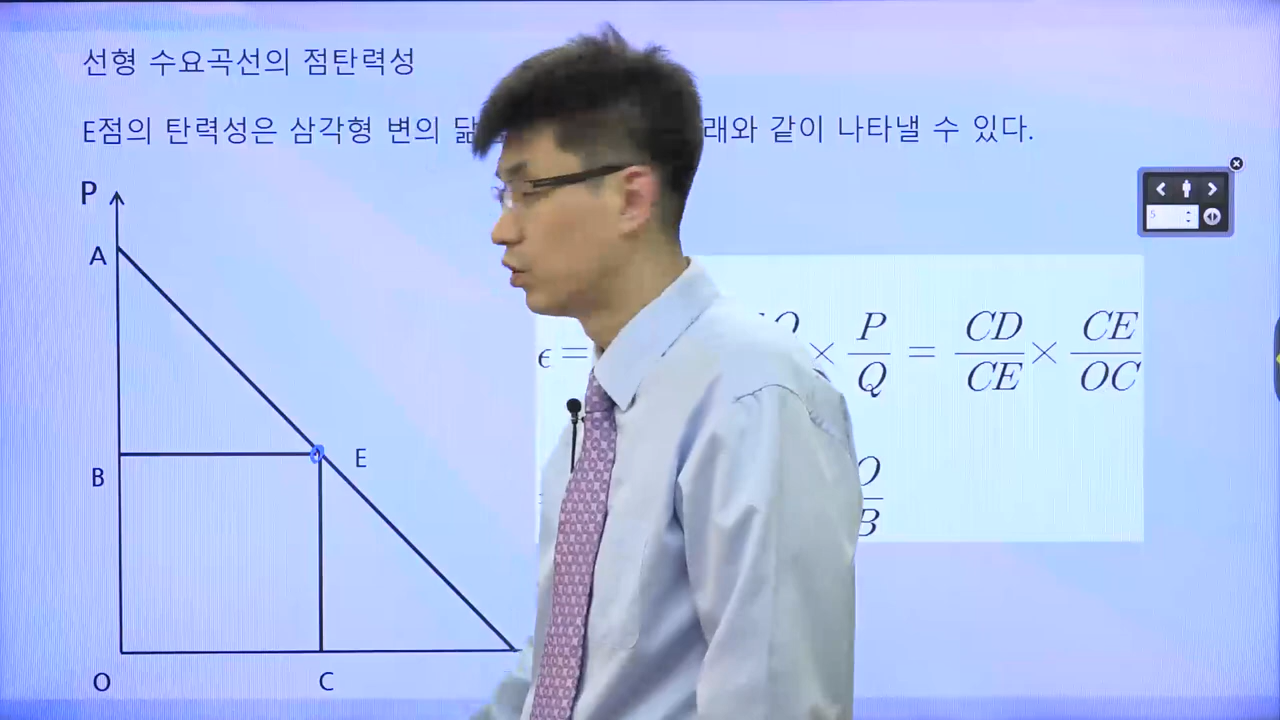 선형 수요곡선의 점탄력성
E점의 탄력성은 삼각형 변의 래와 같이 나타낼 수 있다.
P
A
B
E
O
C
5
ϵ = × P/Q = CD/CE × CE/OC